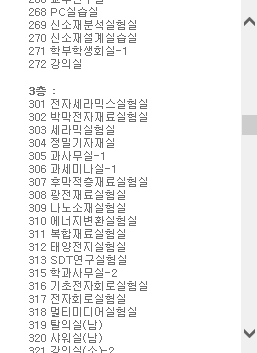 268 PC실습실
269 신소재분석실험실
270 신소재설계실습실
271 학부학생회실-1
272 강의실
3층 :
301 전자세라믹스실험실
302 박막전자재료실험실
303 세라믹실험실
304 정밀기자재실
305 과사무실-1
306 과세미나실-1
307 후막적층재료실험실
308 광전재료실험실
309 나노소재실험실
310 에너지변환실험실
311 복합재료실험실
312 태양전지실험실
313 SDT연구실험실
315 학과사무실-2
316 기초전자회로실험실
317 전자회로실험실
318 멀티미디어실험실
319 탈의실(남)
320 샤워실(남)
321 강의실(소)-2